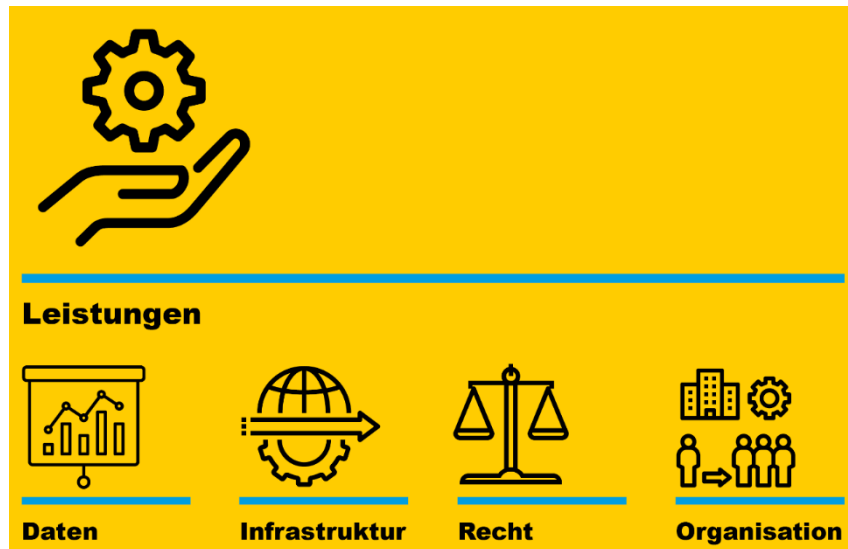 Leistungen
Daten
Infrastruktur
Recht
Organisation